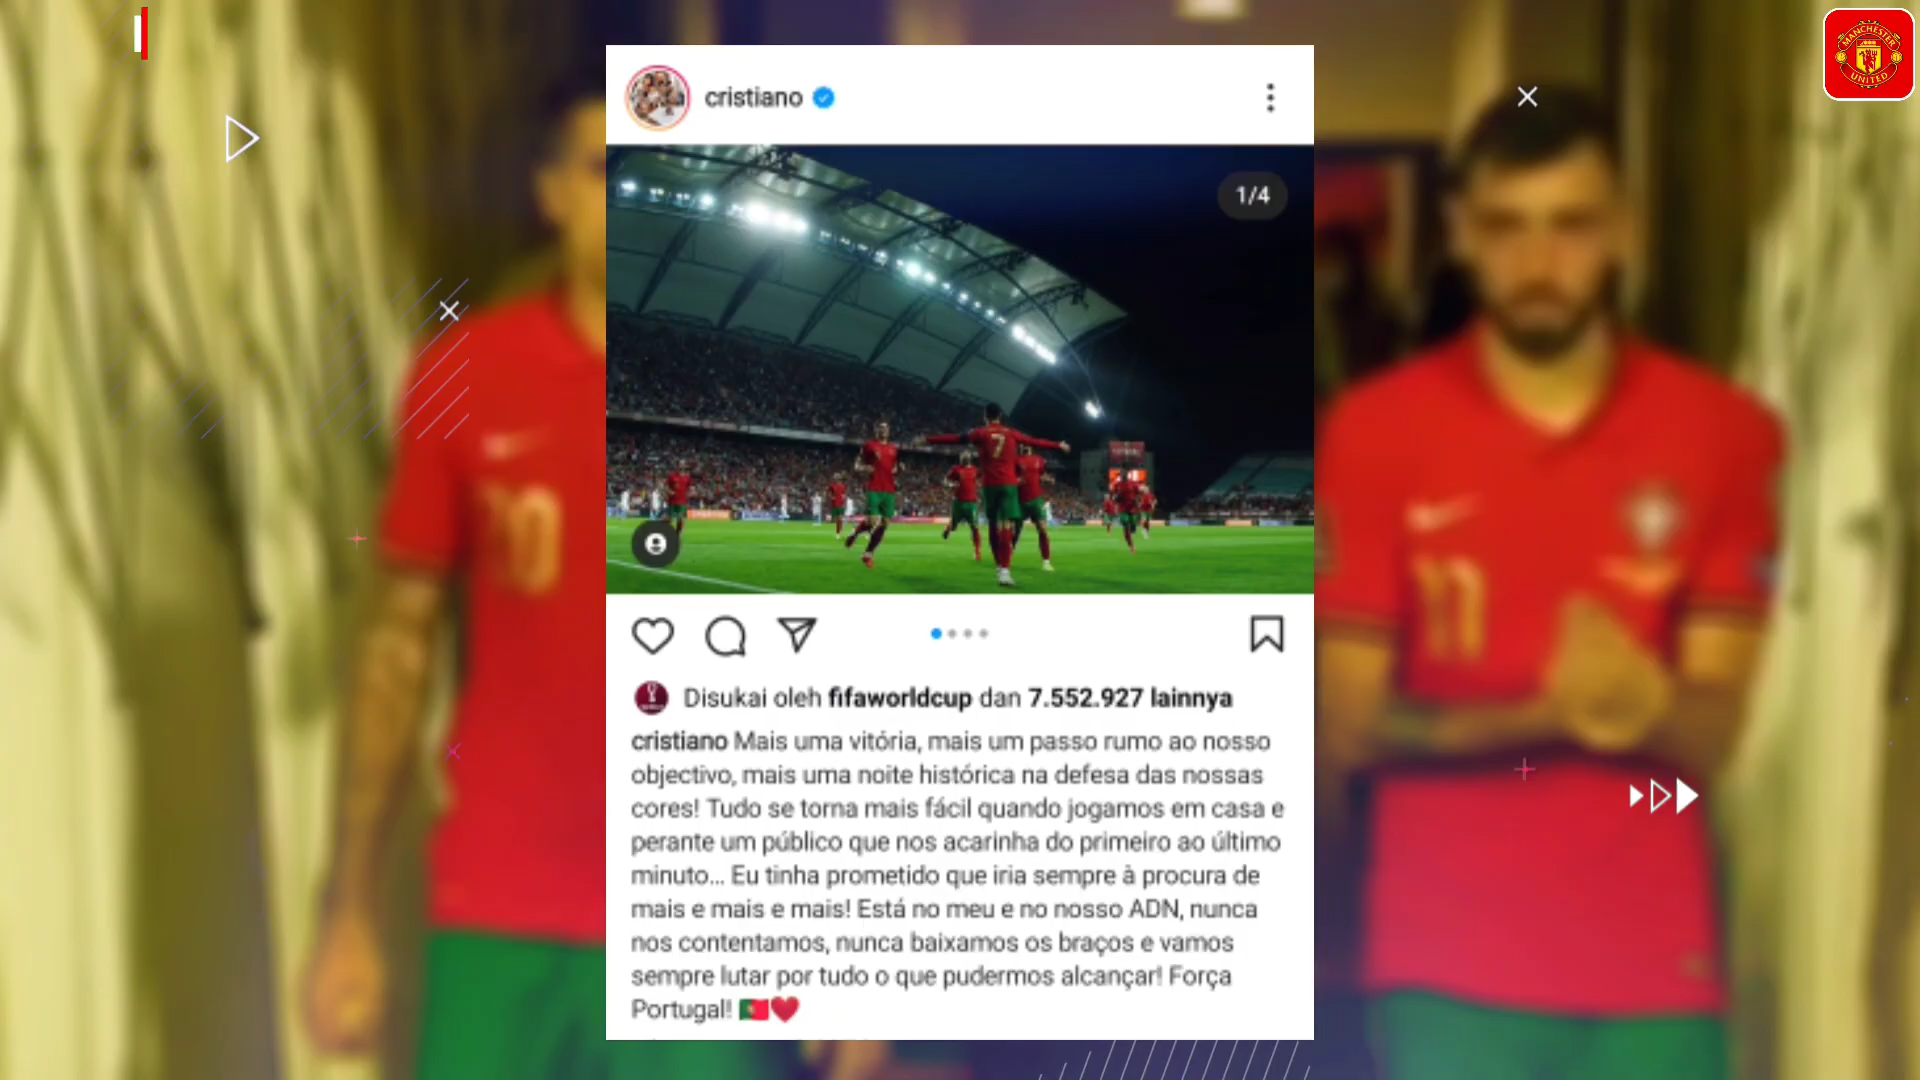 MANCHESTER
UNITED
cristiano
1/4
7
Disukai oleh fifaworldcup dan 7.552.927 lainnya
cristiano Mais uma vitória, mais um passo rumo ao nosso
objectivo, mais uma noite histórica na defesa das nossas
cores! Tudo se torna mais fácil quando jogamos em casa e
perante um público que nos acarinha do primeiro ao último
minuto... Eu tinha prometido que iria sempre à procura de
mais e mais e mais! Está no meu e no nosso ADN, nunca
nos contentamos, nunca baixamos os braços e vamos
sempre lutar por tudo o que pudermos alcançar! Força
Portugal! 🇵🇹❤️
11